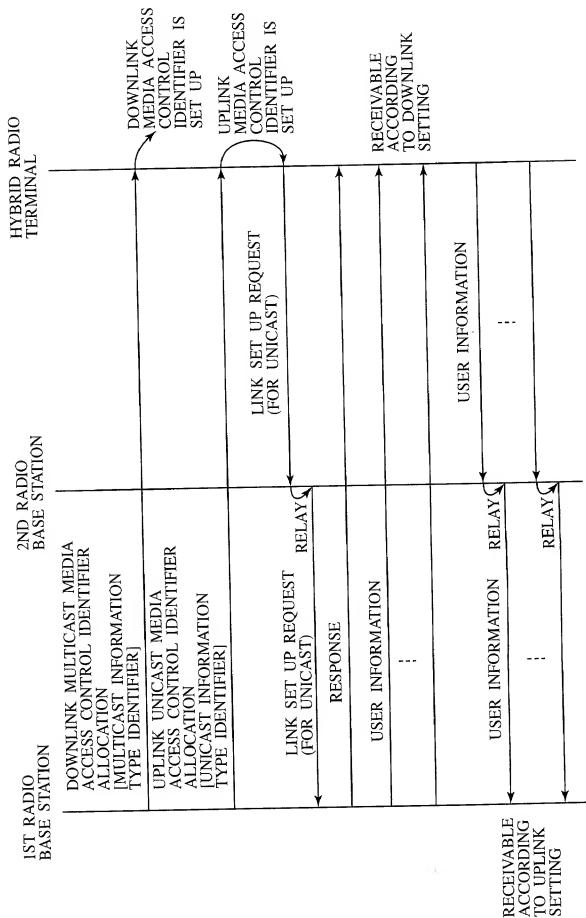 1ST RADIO
BASE STATION
2ND RADIO
BASE STATION
HYBRID RADIO
TERMINAL
DOWNLINK MULTICAST MEDIA
ACCESS CONTROL IDENTIFIER
ALLOCATION
[MULTICAST INFORMATION
TYPE IDENTIFIER]
DOWNLINK
MEDIA ACCESS
CONTROL
IDENTIFIER IS
SET UP
UPLINK UNICAST MEDIA
ACCESS CONTROL IDENTIFIER
ALLOCATION
[UNICAST INFORMATION
TYPE IDENTIFIER]
UPLINK
MEDIA ACCESS
CONTROL
IDENTIFIER IS
SET UP
LINK SET UP REQUEST
(FOR UNICAST)
RELAY
LINK SET UP REQUEST
(FOR UNICAST)
RESPONSE
USER INFORMATION
RECEIVABLE
ACCORDING
TO DOWNLINK
SETTING
USER INFORMATION
RELAY
USER INFORMATION
RELAY
RECEIVABLE
ACCORDING
TO UPLINK
SETTING